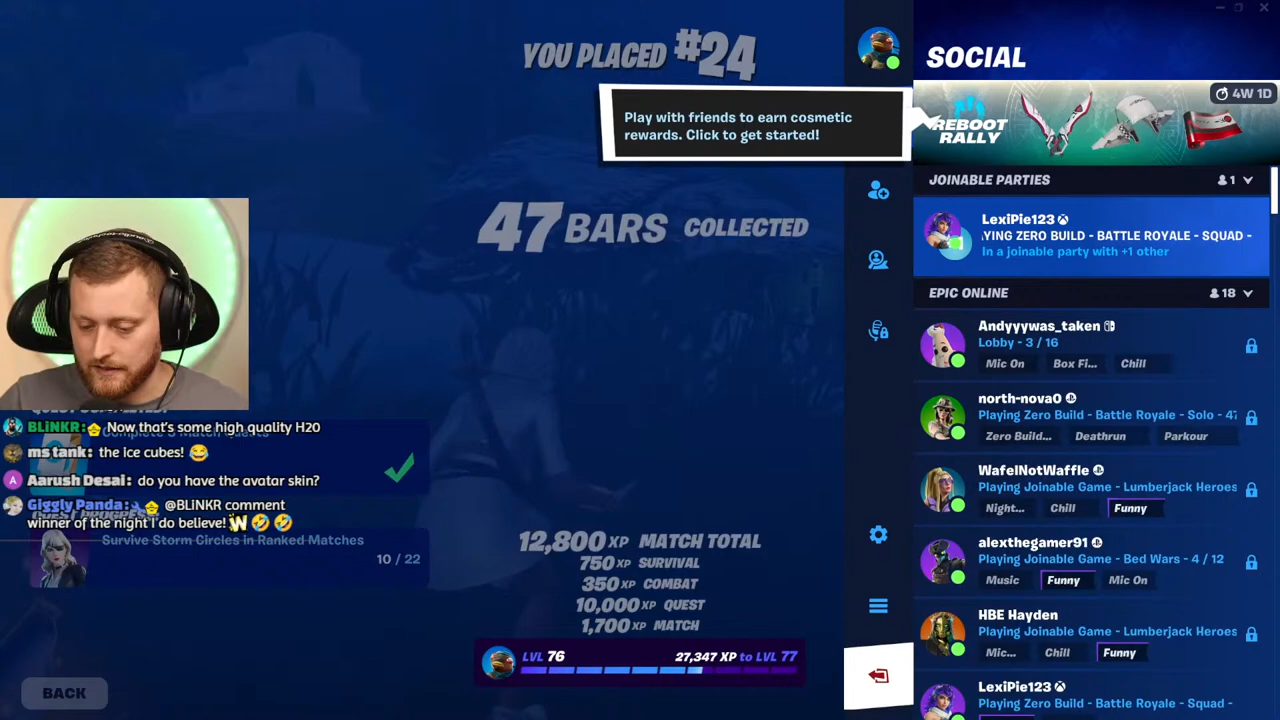 YOU PLACED #24
Play with friends to earn cosmetic
rewards. Click to get started!
47 BARS COLLECTED
BLiNKR: Now that's some high quality H20
Complete 3 Match Quests
ms tank: the ice cubes! 😂
Aarush Desai: do you have the avatar skin?
Giggly Panda: @BLiNKR comment
winner of the night I do believe! W 🤣 🤣
Survive Storm Circles in Ranked Matches
10 / 22
12,800 XP MATCH TOTAL
750 XP SURVIVAL
350 XP COMBAT
10,000 XP QUEST
1,700 XP MATCH
LVL 76
27,347 XP to LVL 77
BACK
SOCIAL
4W 1D
REBOOT
RALLY
JOINABLE PARTIES
1
LexiPie123
YING ZERO BUILD - BATTLE ROYALE - SQUAD -
In a joinable party with +1 other
EPIC ONLINE
18
Andyyywas_taken
Lobby - 3 / 16
Mic On Box Fi... Chill
north-nova0
Playing Zero Build - Battle Royale - Solo - 47
Zero Build... Deathrun Parkour
WafelNotWaffle
Playing Joinable Game - Lumberjack Heroes
Night... Chill Funny
alexthegamer91
Playing Joinable Game - Bed Wars - 4 / 12
Music Funny Mic On
HBE Hayden
Playing Joinable Game - Lumberjack Heroes
Mic... Chill Funny
LexiPie123
Playing Zero Build - Battle Royale - Squad -